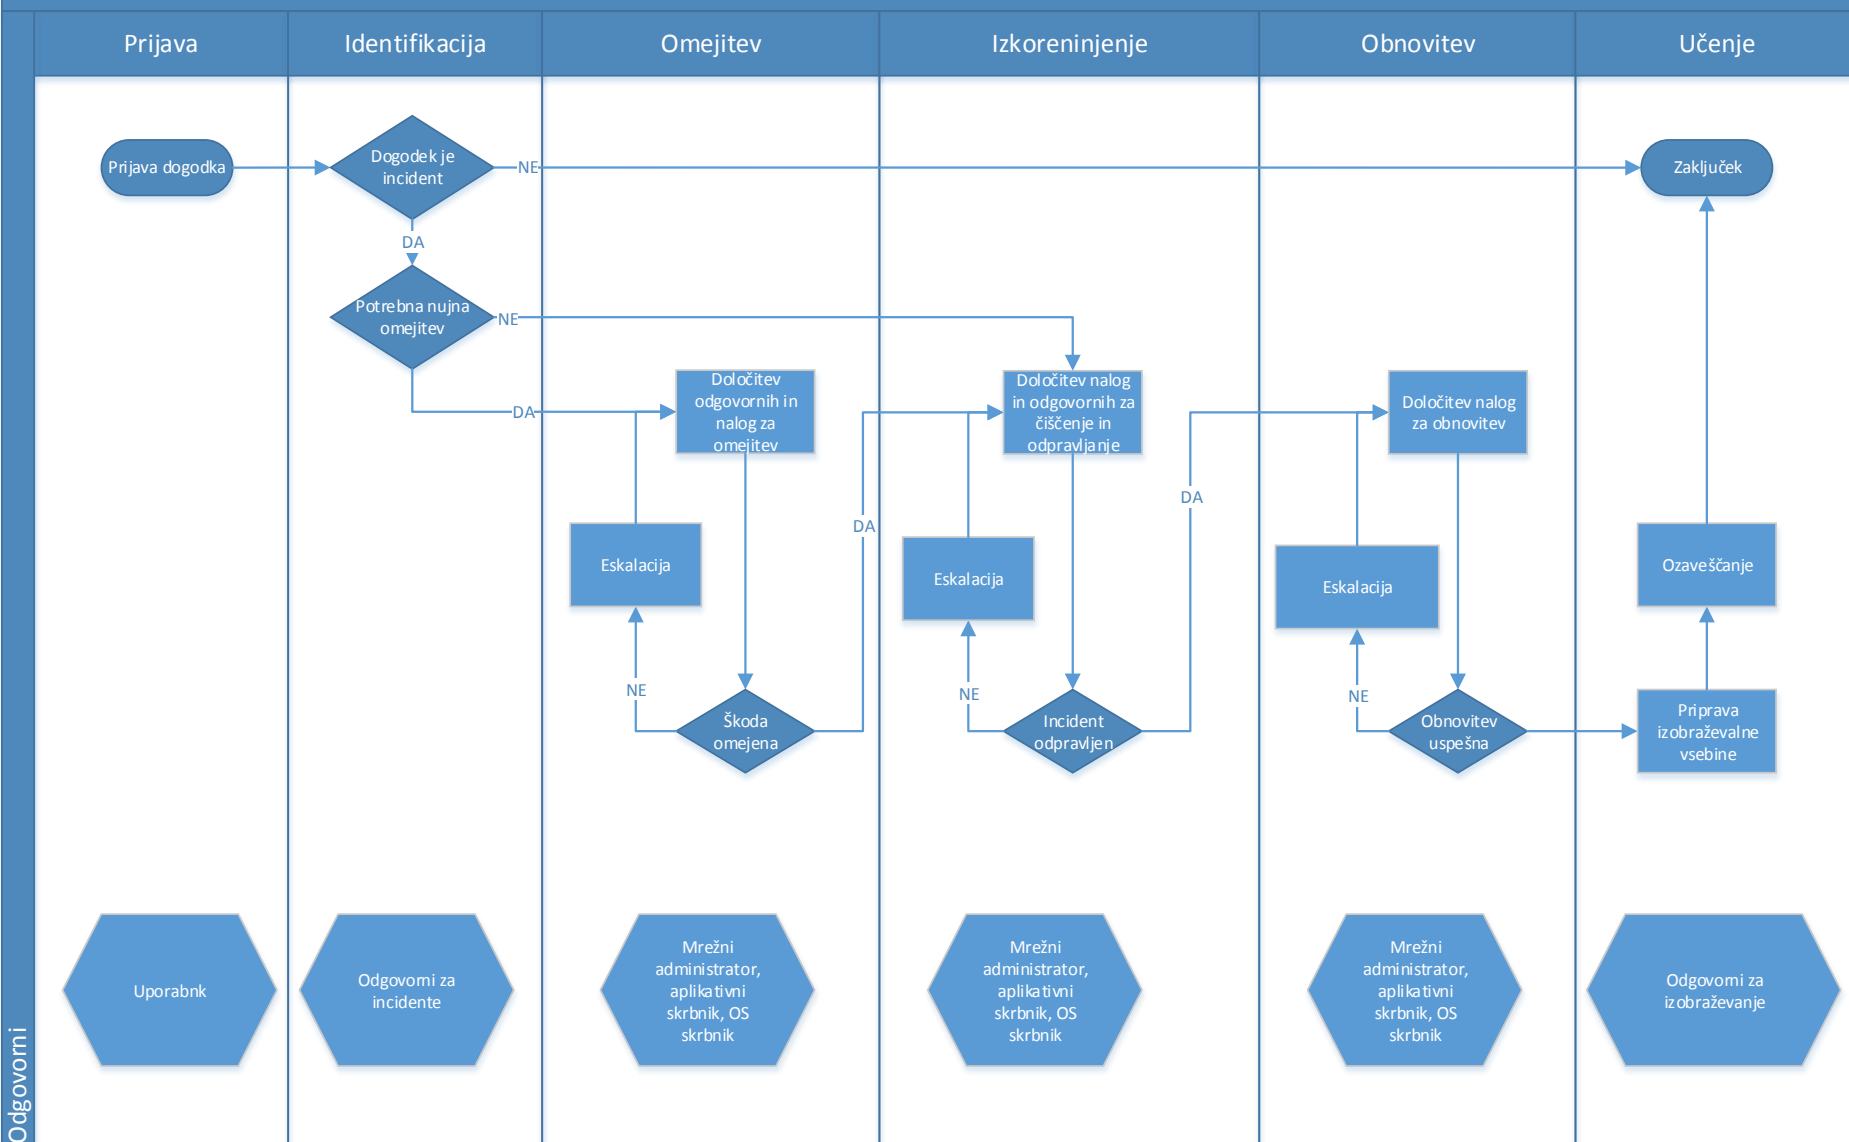 Prijava
Identifikacija
Omejitev
Izkoreninjenje
Obnovitev
Učenje
Prijava dogodka
Dogodek je
incident
NE
Zaključek
DA
Potrebna nujna
omejitev
NE
DA
Določitev
odgovornih in
nalog za
omejitev
Določitev nalog
in odgovornih za
čiščenje in
odpravljanje
Določitev nalog
za obnovitev
DA
DA
Eskalacija
Eskalacija
Eskalacija
Ozaveščanje
NE
NE
NE
Škoda
omejena
Incident
odpravljen
Obnovitev
uspešna
Priprava
izobraževalne
vsebine
Uporabnk
Odgovorni za
incidente
Mrežni
administrator,
aplikativni
skrbnik, OS
skrbnik
Mrežni
administrator,
aplikativni
skrbnik, OS
skrbnik
Mrežni
administrator,
aplikativni
skrbnik, OS
skrbnik
Odgovorni za
izobraževanje
Odgovorni